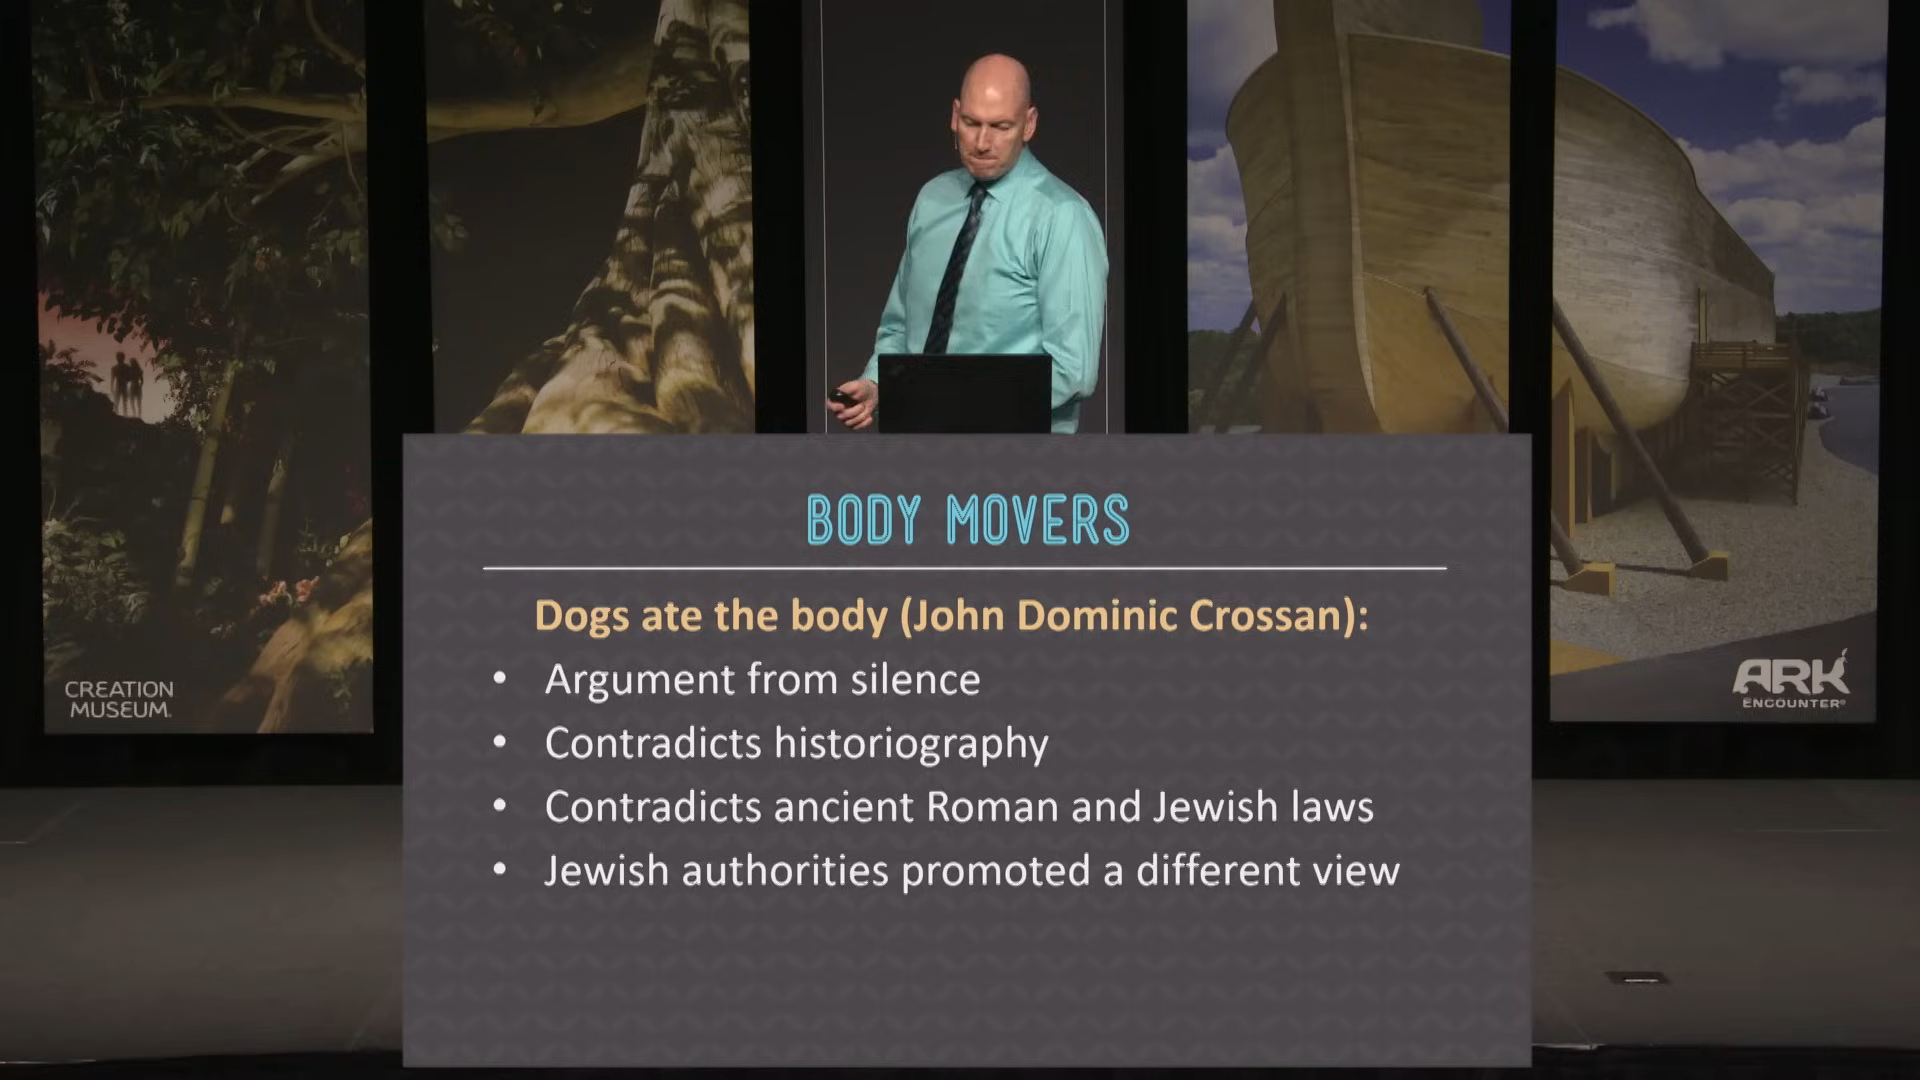 BODY MOVERS
Dogs ate the body (John Dominic Crossan):
• Argument from silence
• Contradicts historiography
• Contradicts ancient Roman and Jewish laws
• Jewish authorities promoted a different view
CREATION
MUSEUM
ARK
ENCOUNTER